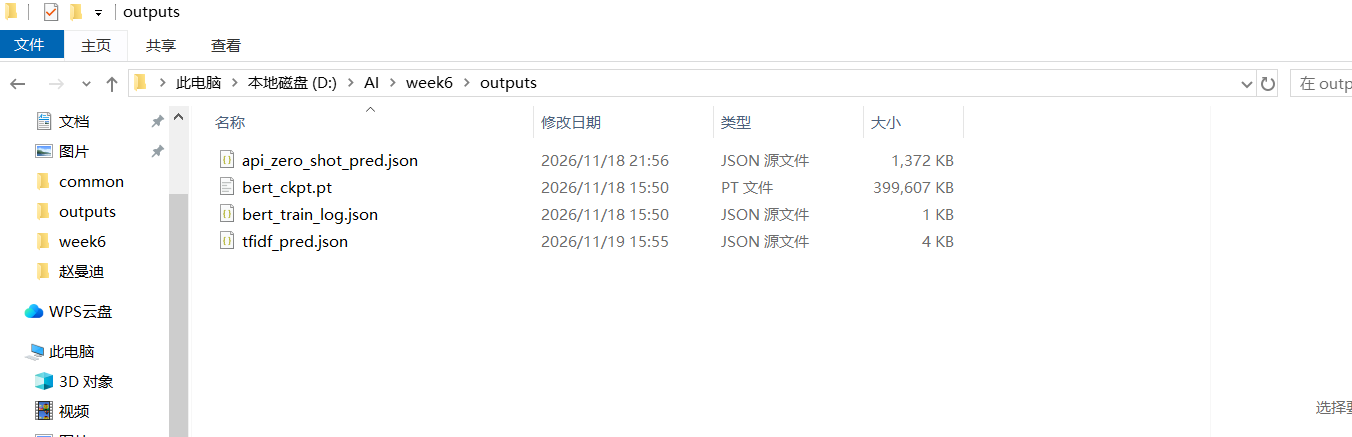 outputs
文件 主页 共享 查看
此电脑 > 本地磁盘 (D:) > AI > week6 > outputs 在 outp
名称 修改日期 类型 大小
api_zero_shot_pred.json 2026/11/18 21:56 JSON 源文件 1,372 KB
bert_ckpt.pt 2026/11/18 15:50 PT 文件 399,607 KB
bert_train_log.json 2026/11/18 15:50 JSON 源文件 1 KB
tfidf_pred.json 2026/11/19 15:55 JSON 源文件 4 KB
文档
图片
common
outputs
week6
赵曼迪
WPS云盘
此电脑
3D 对象
视频
选择